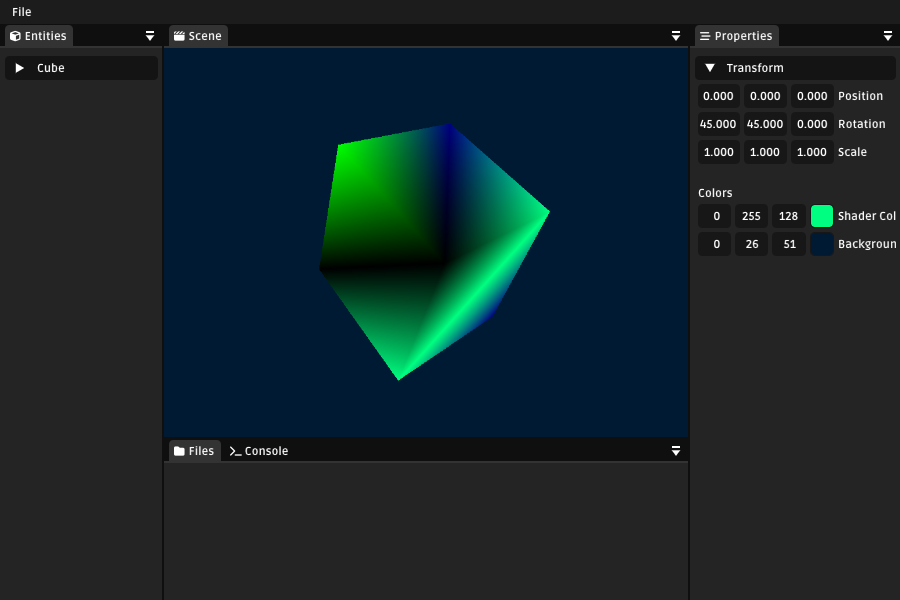 File
Entities
Cube
Scene
Files
Console
Properties
Transform
0.000 0.000 0.000 Position
45.000 45.000 0.000 Rotation
1.000 1.000 1.000 Scale
Colors
0 255 128 Shader Col
0 26 51 Backgroun